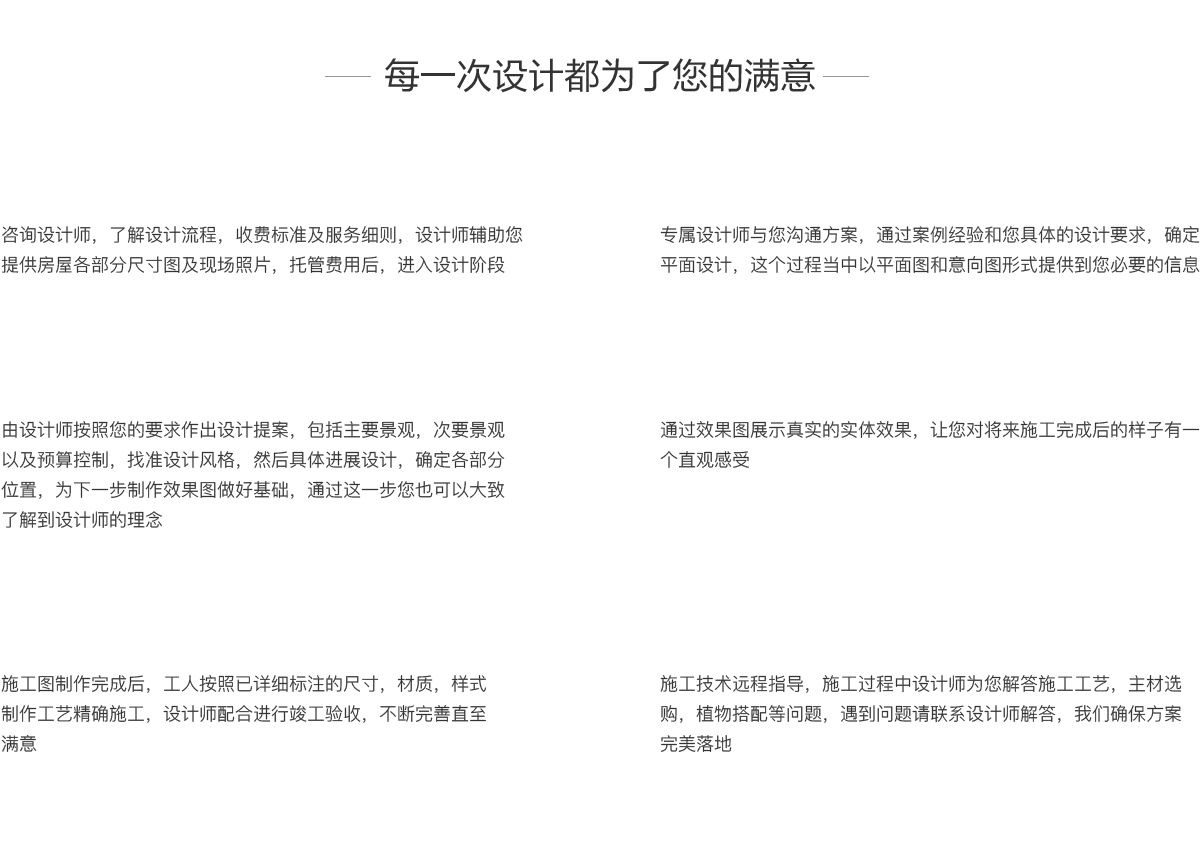 每一次设计都为了您的满意
咨询设计师，了解设计流程，收费标准及服务细则，设计师辅助您
提供房屋各部分尺寸图及现场照片，托管费用后，进入设计阶段
专属设计师与您沟通方案，通过案例经验和您具体的设计要求，确定
平面设计，这个过程当中以平面图和意向图形式提供到您必要的信息
由设计师按照您的要求作出设计提案，包括主要景观，次要景观
以及预算控制，找准设计风格，然后具体进展设计，确定各部分
位置，为下一步制作效果图做好基础，通过这一步您也可以大致
了解到设计师的理念
通过效果图展示真实的实体效果，让您对将来施工完成后的样子有一
个直观感受
施工图制作完成后，工人按照已详细标注的尺寸，材质，样式
制作工艺精确施工，设计师配合进行竣工验收，不断完善直至
满意
施工技术远程指导，施工过程中设计师为您解答施工工艺，主材选
购，植物搭配等问题，遇到问题请联系设计师解答，我们确保方案
完美落地